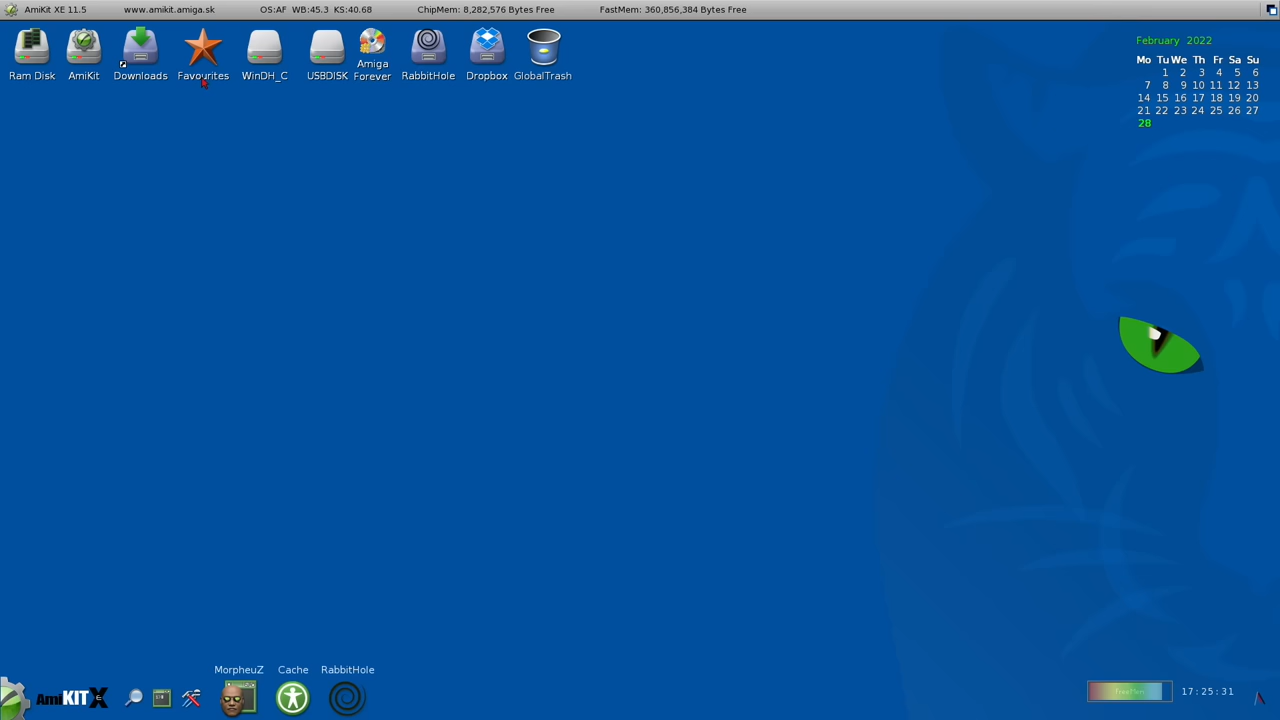 AmiKit XE 11.5 www.amikit.amiga.sk OS:AF WB:45.3 KS:40.68 ChipMem: 8,282,576 Bytes Free FastMem: 360,856,384 Bytes Free
Ram Disk
AmiKit
Downloads
Favourites
WinDH_C
USBDISK
Amiga
Forever
RabbitHole
Dropbox
GlobalTrash
February 2022
Mo Tu We Th Fr Sa Su
1 2 3 4 5 6
7 8 9 10 11 12 13
14 15 16 17 18 19 20
21 22 23 24 25 26 27
28
MorpheuZ
Cache
RabbitHole
AmiKIT X
FreeMem
17:25:31